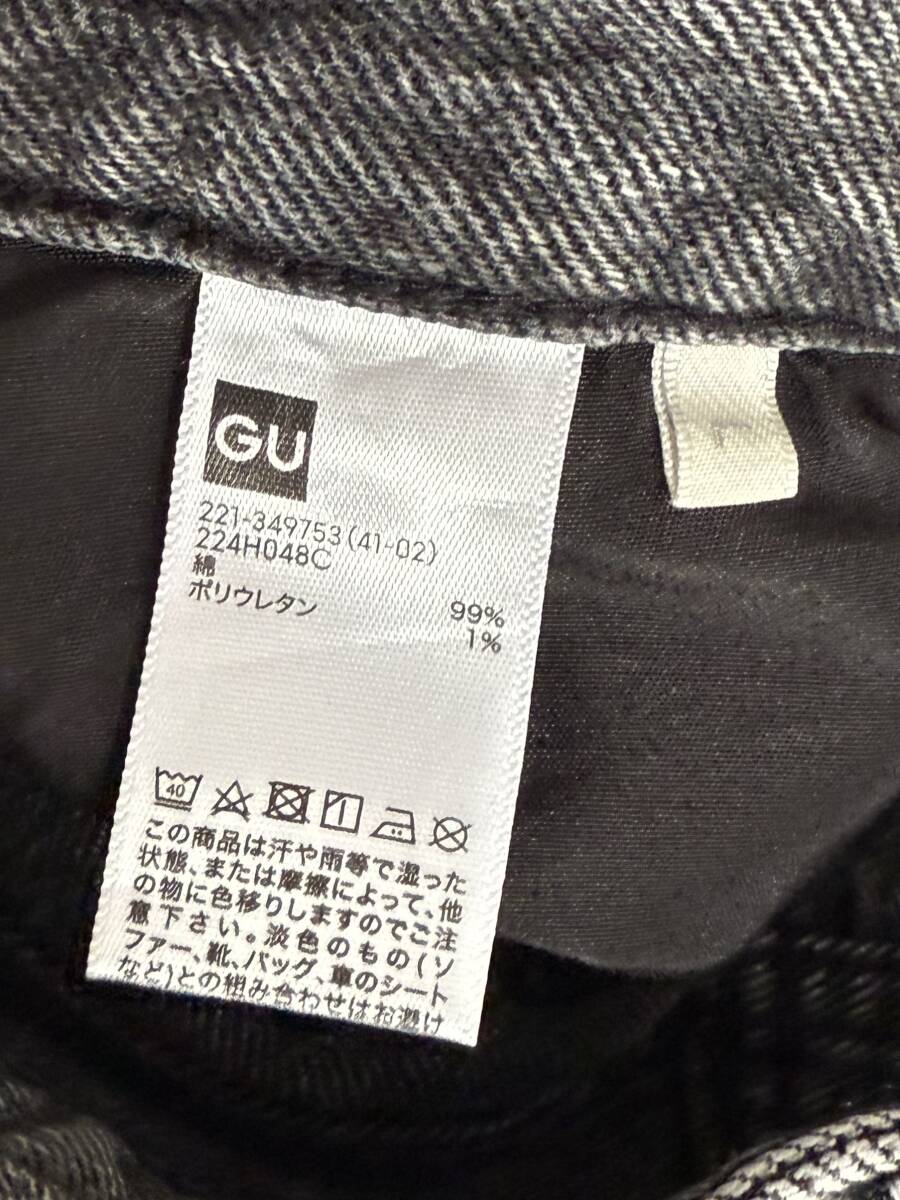 GU
221-349753(41-02)
224H048C
綿 99%
ポリウレタン 1%
40
この商品は汗や雨等で湿った
状態、または摩擦によって、他
の物に色移りしますのでご注
意下さい。淡色のもの(ソ
ファー、靴、バッグ、車のシート
など)との組み合わせはお避け